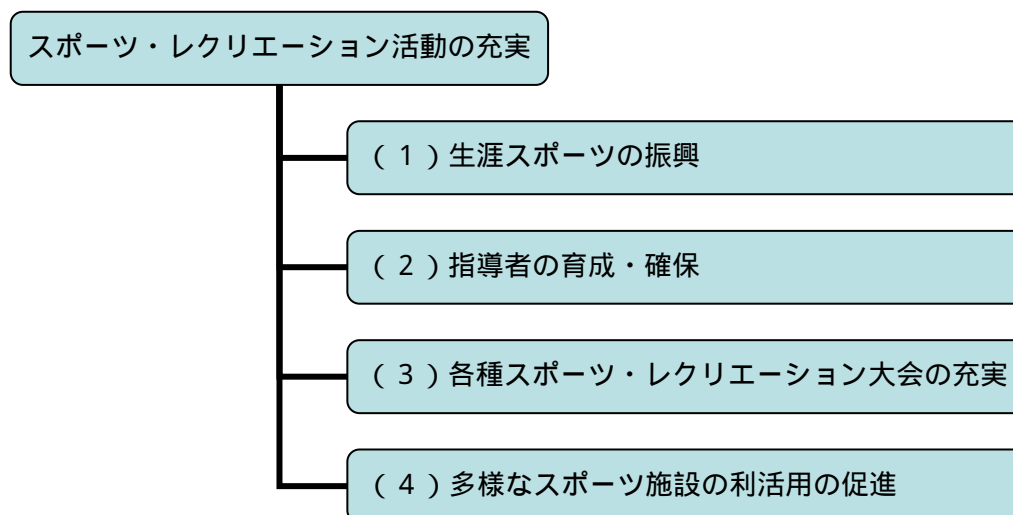 スポーツ・レクリエーション活動の充実
（１）生涯スポーツの振興
（２）指導者の育成・確保
（３）各種スポーツ・レクリエーション大会の充実
（４）多様なスポーツ施設の利活用の促進